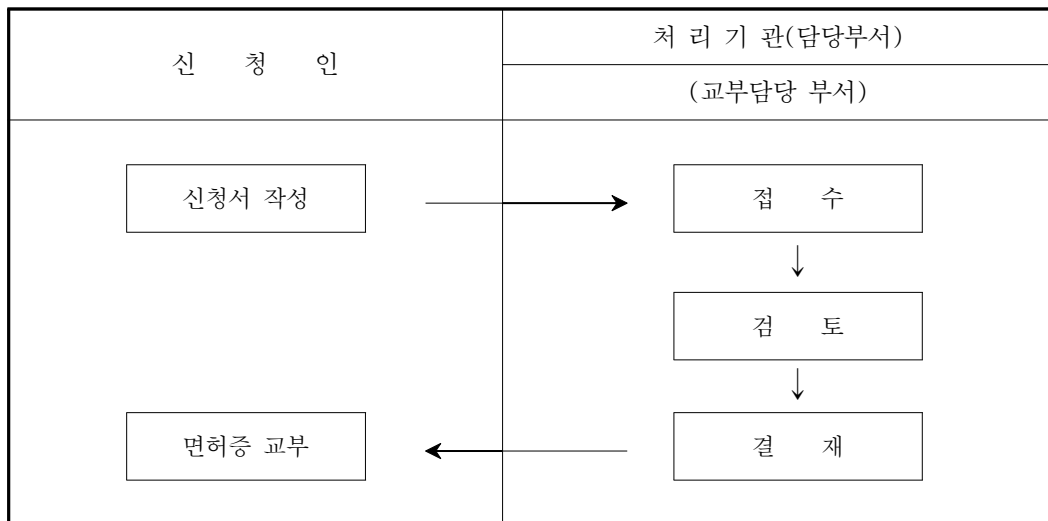 신 청 인
처 리 기 관(담당부서)
(교부담당 부서)
신청서 작성
접 수
검 토
면허증 교부
결 재